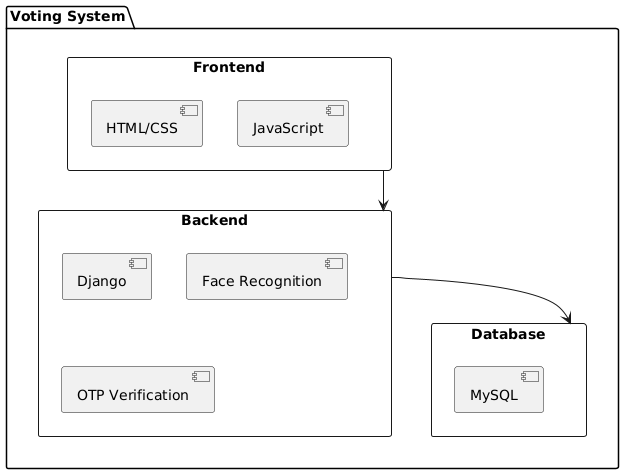 Voting System
Frontend
HTML/CSS
JavaScript
Backend
Django
Face Recognition
OTP Verification
Database
MySQL